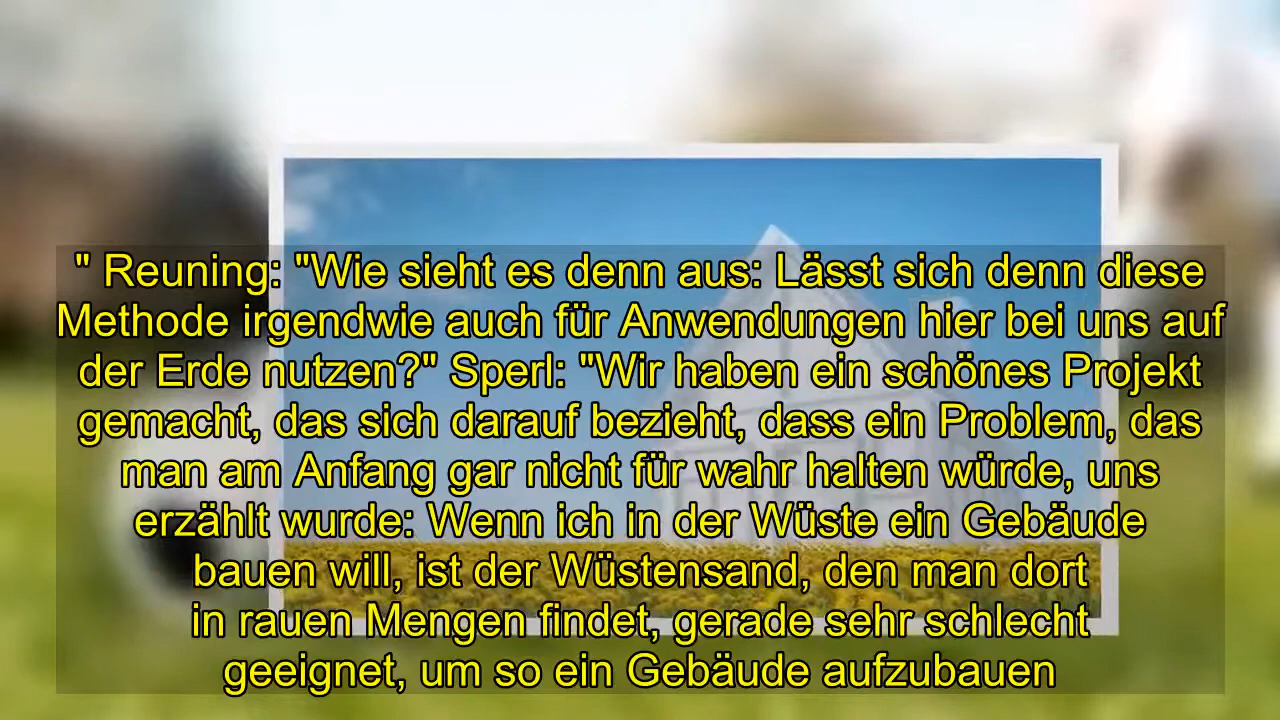 " Reuning: "Wie sieht es denn aus: Lässt sich denn diese
Methode irgendwie auch für Anwendungen hier bei uns auf
der Erde nutzen?" Sperl: "Wir haben ein schönes Projekt
gemacht, das sich darauf bezieht, dass ein Problem, das
man am Anfang gar nicht für wahr halten würde, uns
erzählt wurde: Wenn ich in der Wüste ein Gebäude
bauen will, ist der Wüstensand, den man dort
in rauen Mengen findet, gerade sehr schlecht
geeignet, um so ein Gebäude aufzubauen